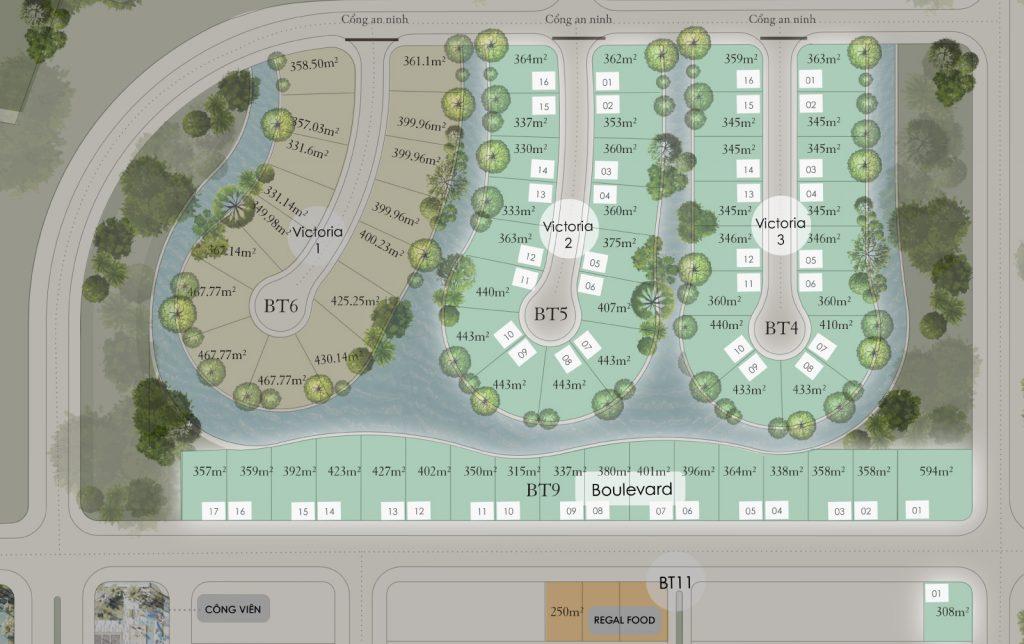 Cổng an ninh
Cổng an ninh
Cổng an ninh
358.50m²
357.03m²
331.6m²
331.14m²
349.98m²
362.14m²
467.77m²
467.77m²
467.77m²
430.14m²
425.25m²
400.23m²
399.96m²
399.96m²
399.96m²
361.1m²
Victoria
1
BT6
364m²
16
15
337m²
330m²
14
13
333m²
363m²
12
11
440m²
443m²
10
09
443m²
362m²
01
02
353m²
360m²
03
04
360m²
375m²
05
06
407m²
07
08
443m²
443m²
Victoria
2
BT5
359m²
16
15
345m²
345m²
14
13
345m²
346m²
12
11
360m²
440m²
10
09
433m²
363m²
01
02
345m²
345m²
03
04
345m²
346m²
05
06
360m²
410m²
07
08
433m²
Victoria
3
BT4
357m² 359m² 392m² 423m² 427m² 402m² 350m² 315m² 337m² 380m² 401m² 396m² 364m² 338m² 358m² 358m² 594m²
BT9 Boulevard
17 16 15 14 13 12 11 10 09 08 07 06 05 04 03 02 01
BT11
CÔNG VIÊN
250m²
REGAL FOOD
01
308m²